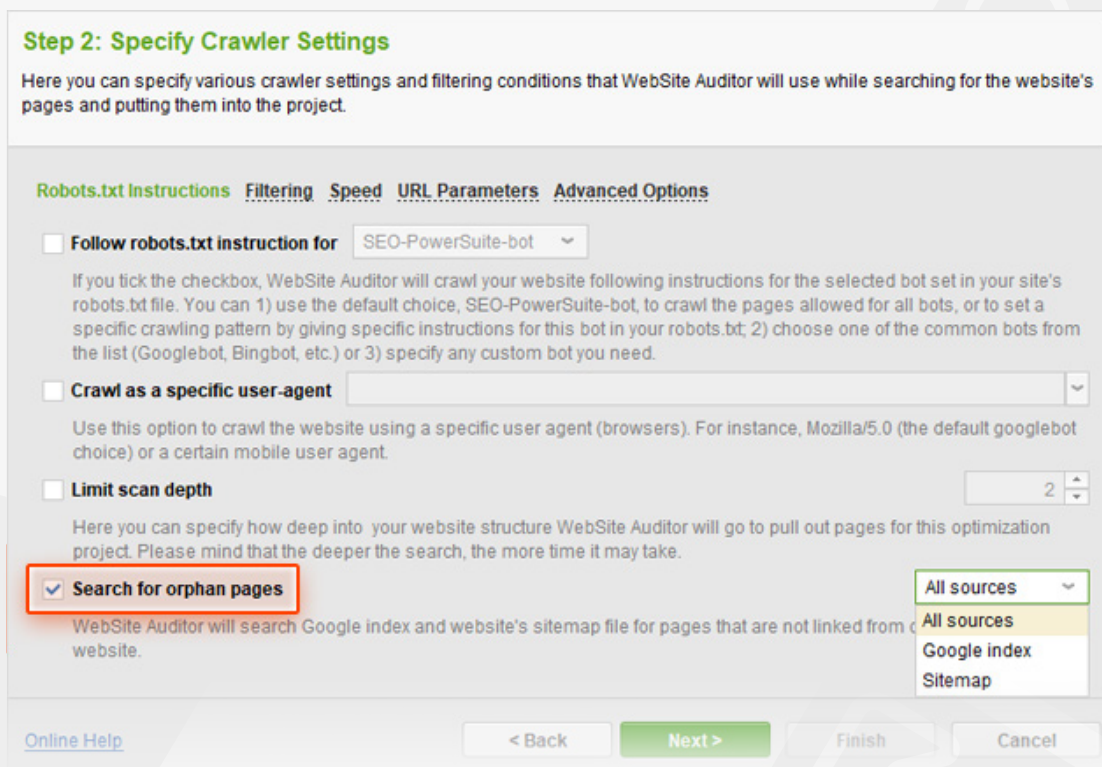 Step 2: Specify Crawler Settings
Here you can specify various crawler settings and filtering conditions that WebSite Auditor will use while searching for the website's
pages and putting them into the project.
Robots.txt Instructions Filtering Speed URL Parameters Advanced Options
Follow robots.txt instruction for SEO-PowerSuite-bot
If you tick the checkbox, WebSite Auditor will crawl your website following instructions for the selected bot set in your site's
robots.txt file. You can 1) use the default choice, SEO-PowerSuite-bot, to crawl the pages allowed for all bots, or to set a
specific crawling pattern by giving specific instructions for this bot in your robots.txt; 2) choose one of the common bots from
the list (Googlebot, Bingbot, etc.) or 3) specify any custom bot you need.
Crawl as a specific user-agent
Use this option to crawl the website using a specific user agent (browsers). For instance, Mozilla/5.0 (the default googlebot
choice) or a certain mobile user agent.
Limit scan depth 2
Here you can specify how deep into your website structure WebSite Auditor will go to pull out pages for this optimization
project. Please mind that the deeper the search, the more time it may take.
Search for orphan pages All sources
WebSite Auditor will search Google index and website's sitemap file for pages that are not linked from
website.
All sources
Google index
Sitemap
Online Help < Back Next > Finish Cancel